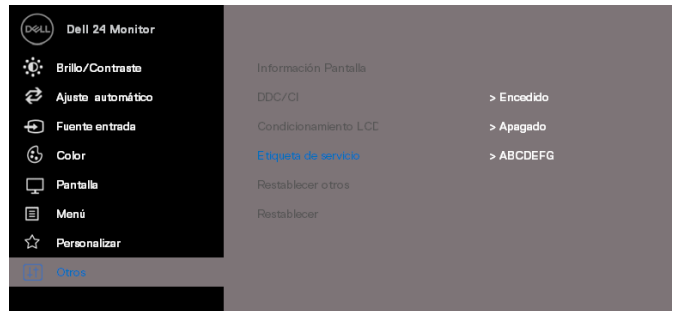 DELL Dell 24 Monitor
Brillo/Contraste Información Pantalla
Ajuste automático DDC/CI > Encedido
Fuente entrada Condicionamiento LCD > Apagado
Color Etiqueta de servicio > ABCDEFG
Pantalla Restablecer otros
Menú Restablecer
Personalizar
Otros